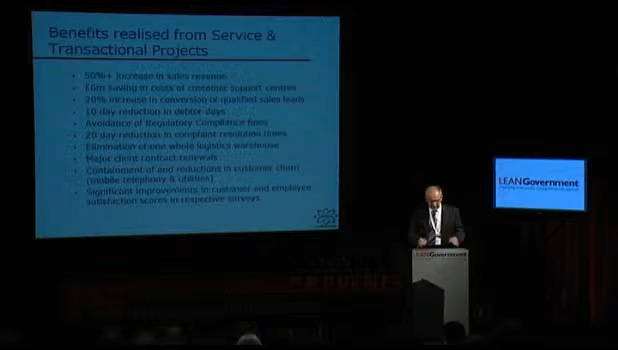 Benefits realised from Service &
Transactional Projects
• 50%+ increase in sales revenue
• £6m saving in costs of customer support centres
• 20% increase in conversion of qualified sales leads
• 10 day reduction in debtor days
• Avoidance of Regulatory Compliance fines
• 20 day reduction in complaint resolution times
• Elimination of one whole logistics warehouse
• Major client contract renewals
• Containment of and reductions in customer churn
(mobile telephony & utilities)
• Significant improvements in customer and employee
satisfaction scores in respective surveys
LEANGovernment
LEANGovernment